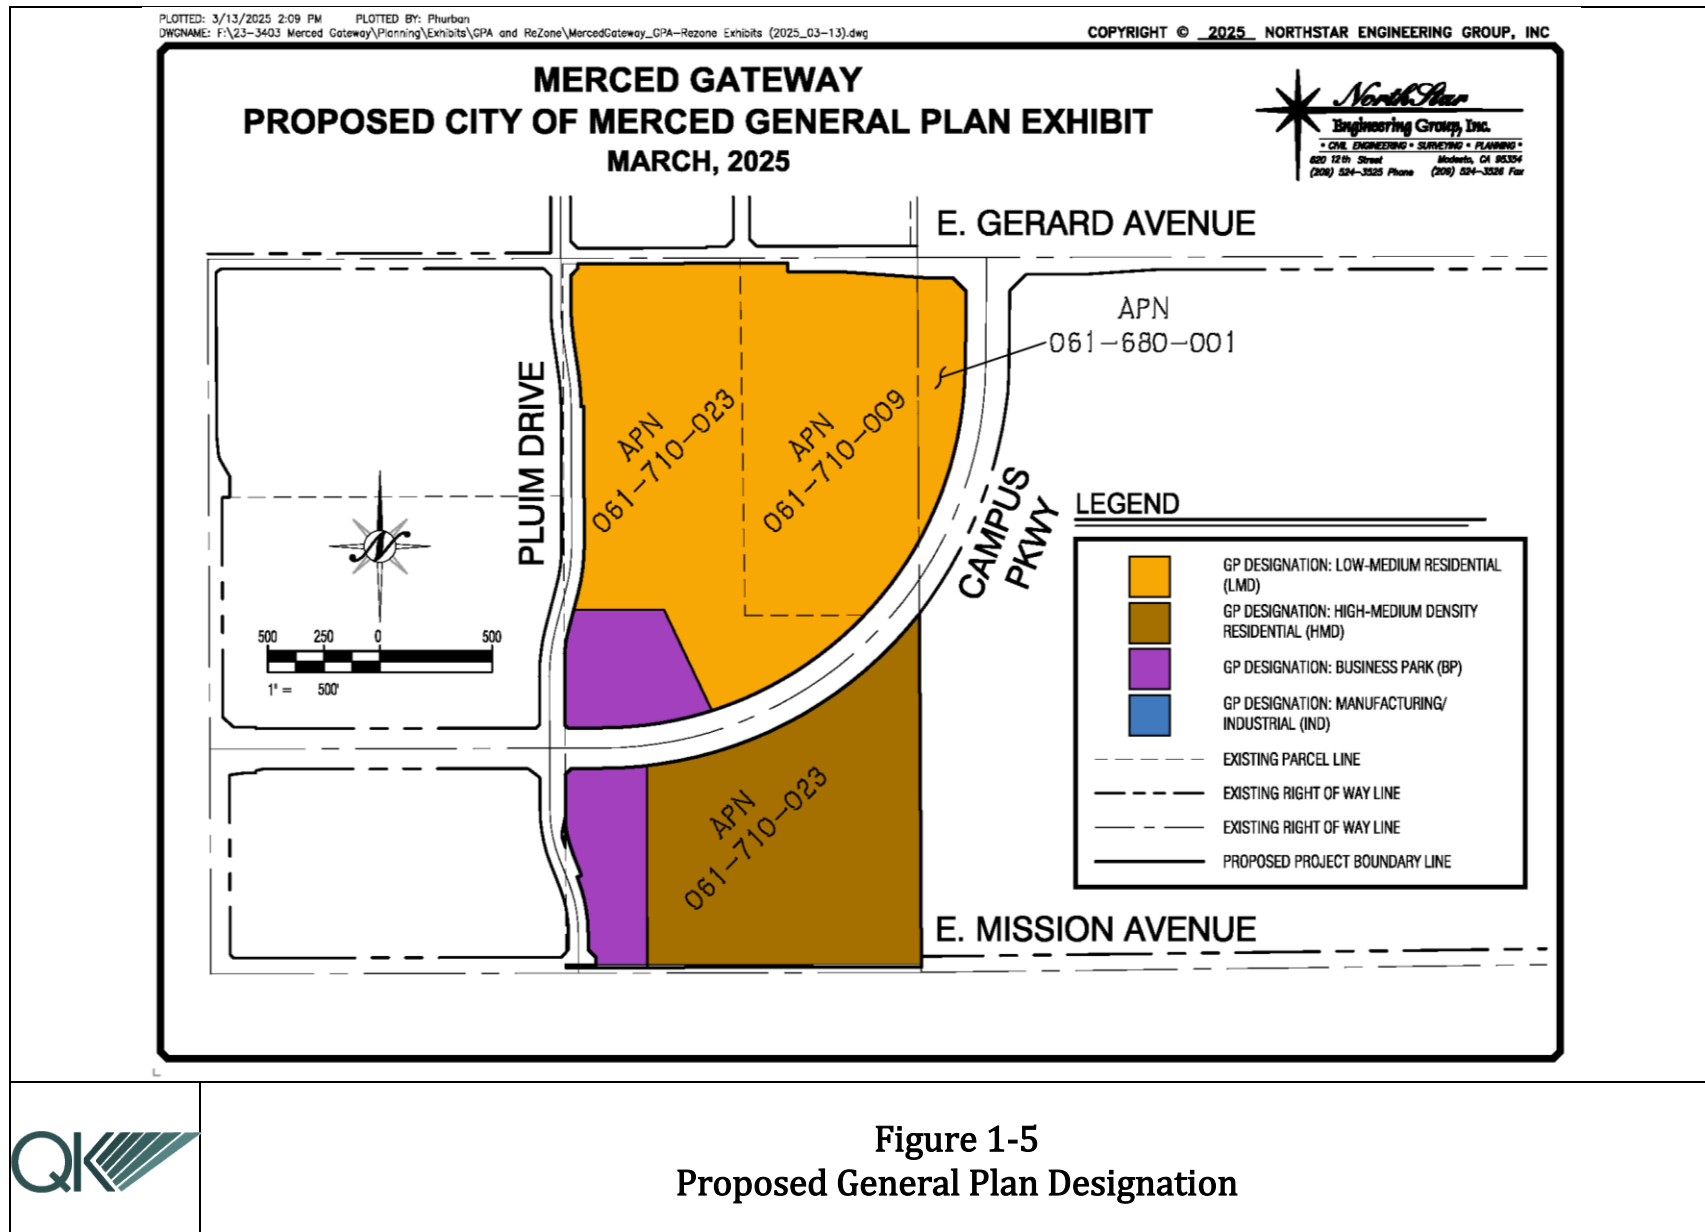 PLOTTED: 3/13/2025 2:09 PM PLOTTED BY: Phurban
DWGNAME: F:\23-3403 Merced Gateway\Planning\Exhibits\GPA and ReZone\MercedGateway_GPA-Rezone Exhibits (2025_03-13).dwg
COPYRIGHT © 2025 NORTHSTAR ENGINEERING GROUP, INC
MERCED GATEWAY
PROPOSED CITY OF MERCED GENERAL PLAN EXHIBIT
MARCH, 2025
NorthStar
Engineering Group, Inc.
• CIVIL ENGINEERING • SURVEYING • PLANNING •
620 12th Street Modesto, CA 95354
(209) 524-3525 Phone (209) 524-3526 Fax
E. GERARD AVENUE
APN
061-680-001
PLUIM DRIVE
APN
061-710-023
APN
061-710-009
CAMPUS
PKWY
N
500 250 0 500
1" = 500'
APN
061-710-023
E. MISSION AVENUE
LEGEND
GP DESIGNATION: LOW-MEDIUM RESIDENTIAL
(LMD)
GP DESIGNATION: HIGH-MEDIUM DENSITY
RESIDENTIAL (HMD)
GP DESIGNATION: BUSINESS PARK (BP)
GP DESIGNATION: MANUFACTURING/
INDUSTRIAL (IND)
EXISTING PARCEL LINE
EXISTING RIGHT OF WAY LINE
EXISTING RIGHT OF WAY LINE
PROPOSED PROJECT BOUNDARY LINE
QK
Figure 1-5
Proposed General Plan Designation